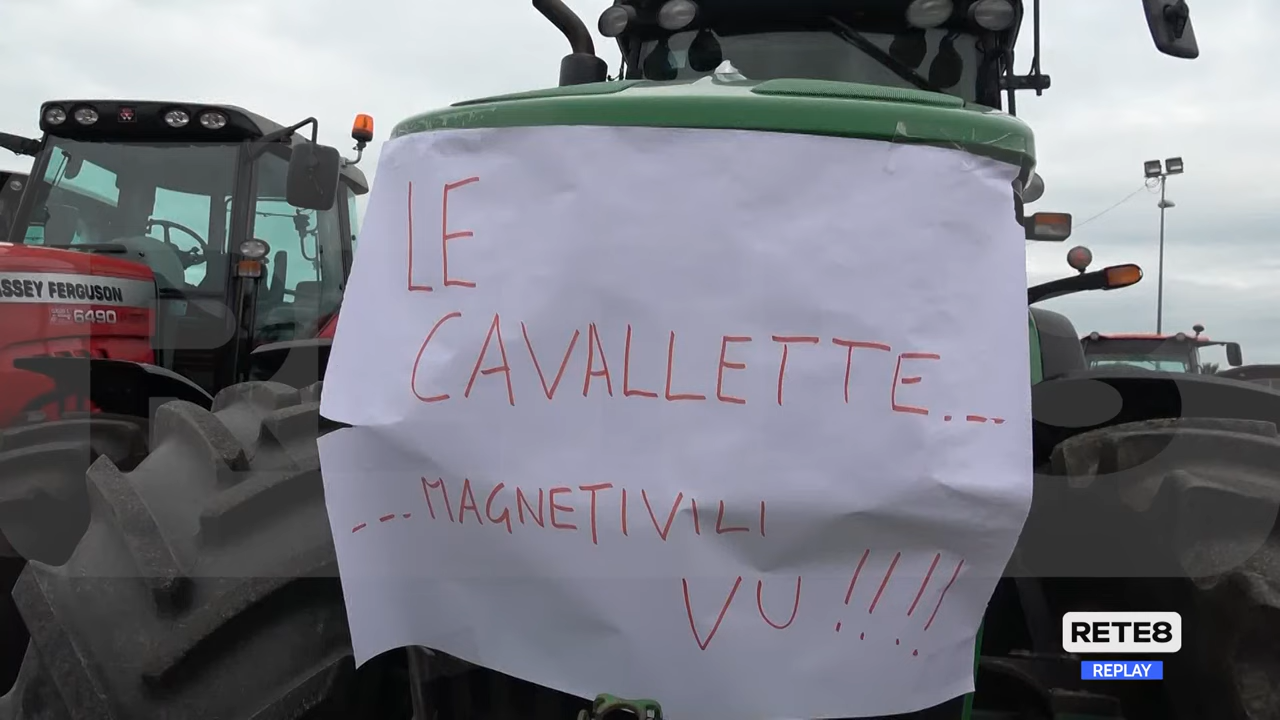 LE
CAVALLETTE...
...MAGNETIVILI
VU!!!!
ASSEY FERGUSON
6490
RETE8
REPLAY